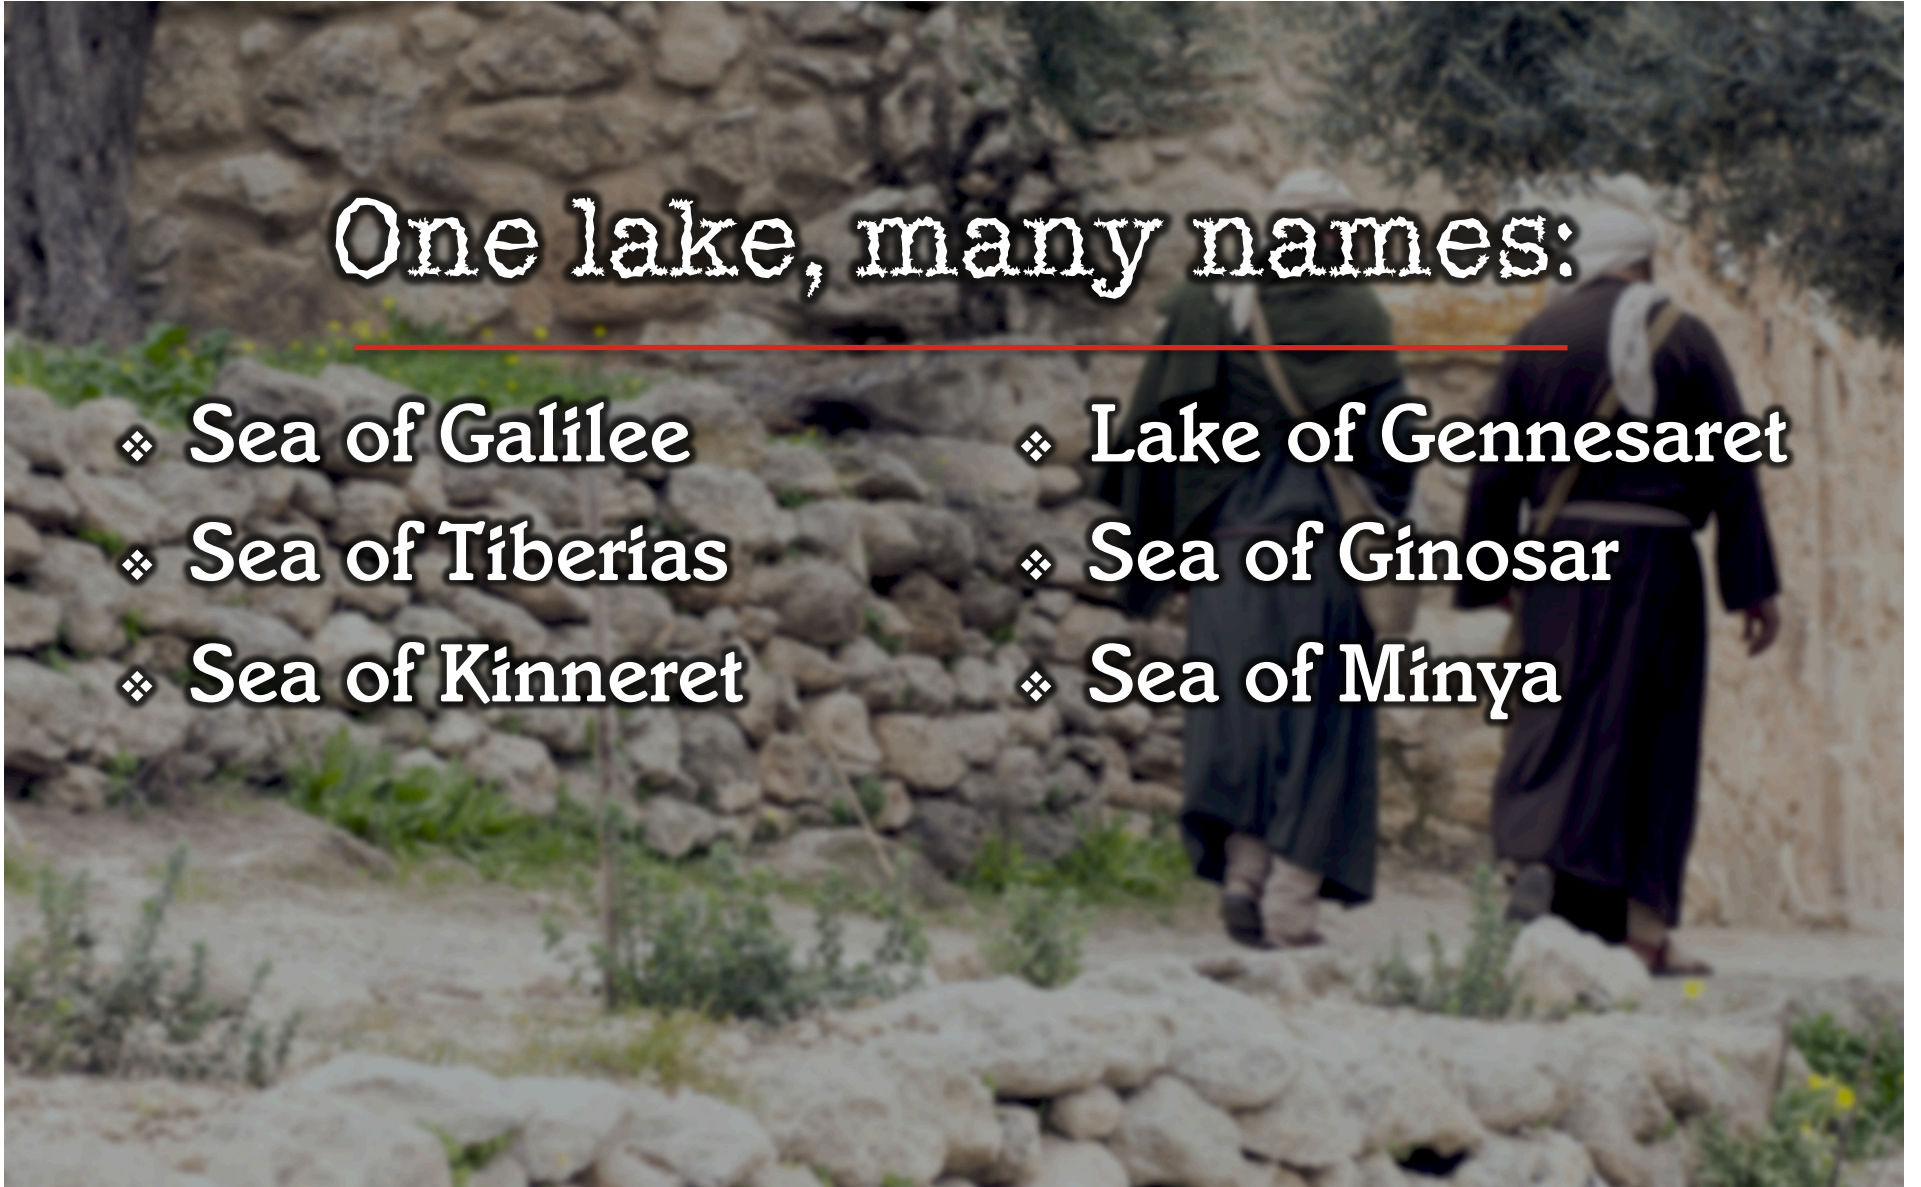 One lake, many names:
❖ Sea of Galilee
❖ Sea of Tiberias
❖ Sea of Kinneret
❖ Lake of Gennesaret
❖ Sea of Ginosar
❖ Sea of Minya